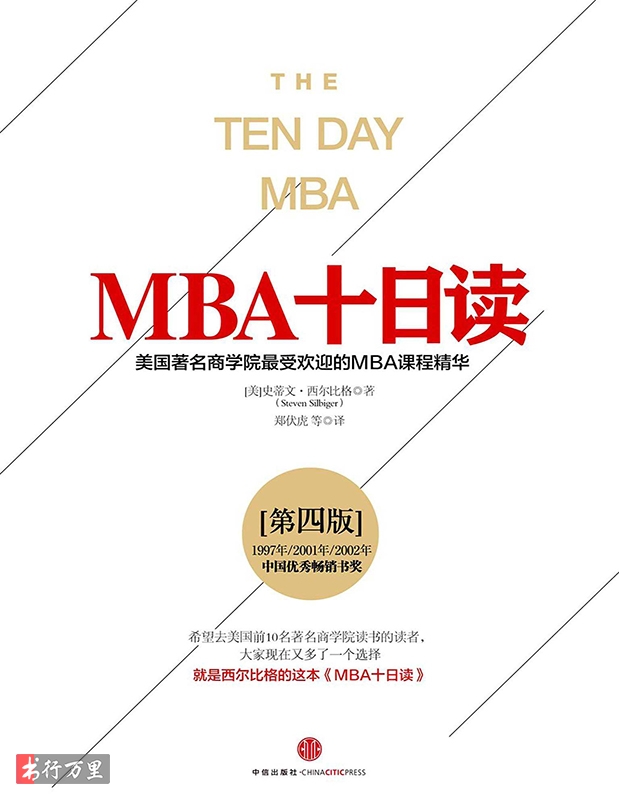 THE
TEN DAY
MBA
MBA十日读
美国著名商学院最受欢迎的MBA课程精华
[美]史蒂文·西尔比格◎著
(Steven Silbiger)
郑伏虎 等◎译
[第四版]
1997年/2001年/2002年
中国优秀畅销书奖
希望去美国前10名著名商学院读书的读者,
大家现在又多了一个选择
就是西尔比格的这本《MBA十日读》
中信出版社·CHINACITICPRESS
书行万里